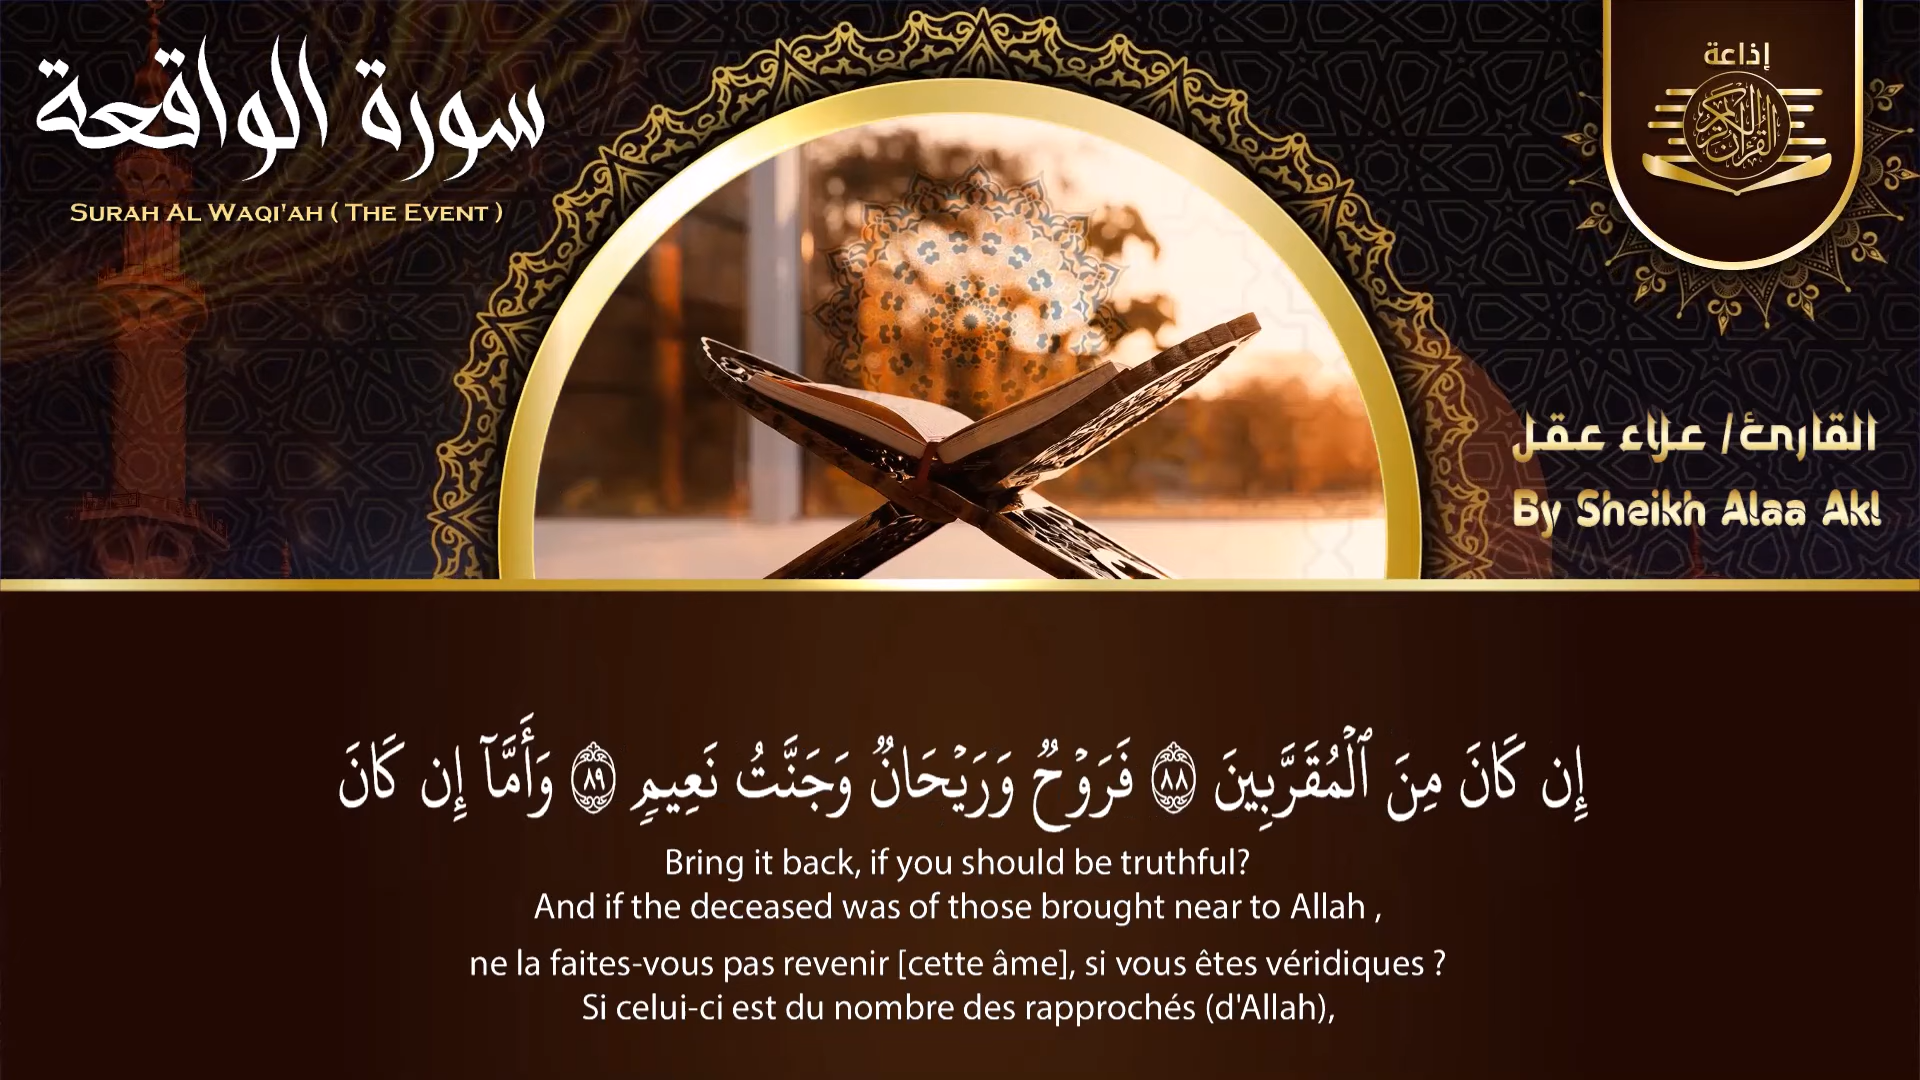 سورة الواقعة
SURAH AL WAQI'AH ( THE EVENT )
إذاعة
القرآن الكريم
القارئ / علاء عقل
By Sheikh Alaa Akl
إِن كَانَ مِنَ ٱلْمُقَرَّبِينَ ٨٨ فَرَوْحٌ وَرَيْحَانٌ وَجَنَّتُ نَعِيمٍ ٨٩ وَأَمَّآ إِن كَانَ
Bring it back, if you should be truthful?
And if the deceased was of those brought near to Allah ,
ne la faites-vous pas revenir [cette âme], si vous êtes véridiques ?
Si celui-ci est du nombre des rapprochés (d'Allah),